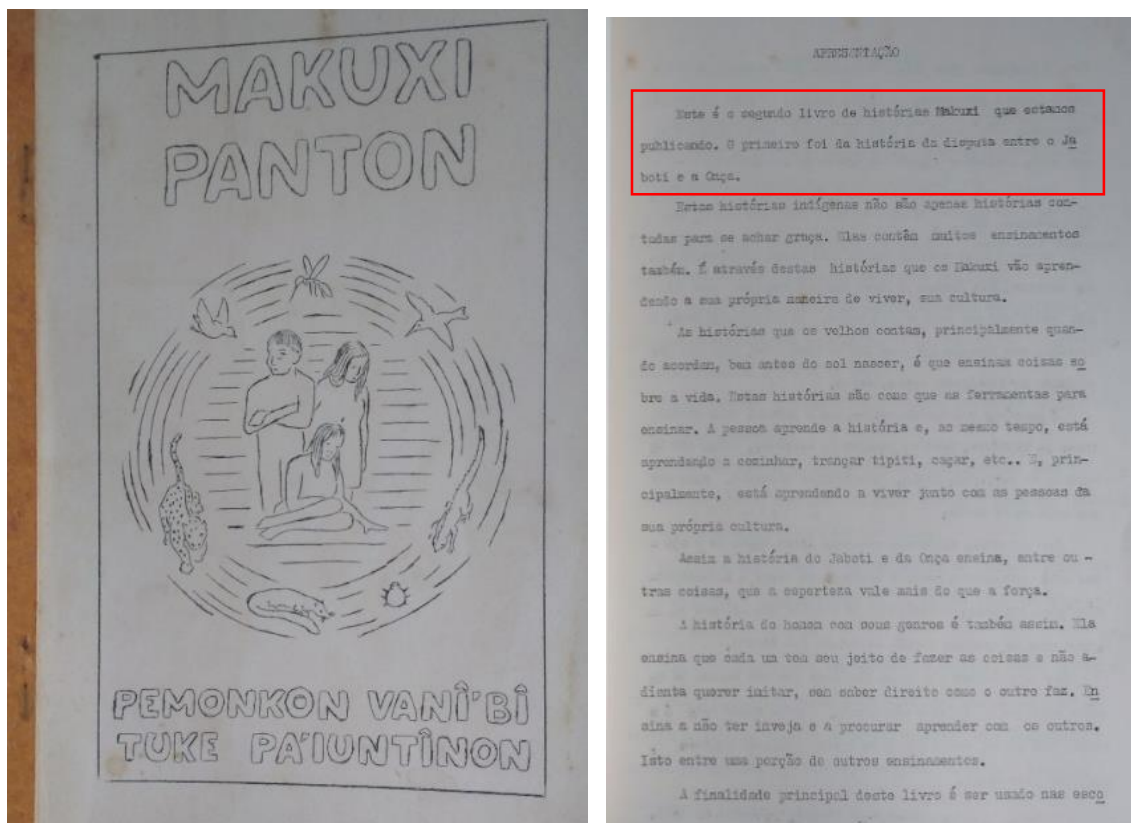 MAKUXI
PANTON
PEMONKON VANÎ'BÎ
TUKE PA'IUNTÎNON
APRESENTAÇÃO
Este é o segundo livro de histórias Makuxi que estamos
publicando. O primeiro foi da história da disputa entre o Ja
boti e a Onça.
Estas histórias indígenas não são apenas histórias con-
tadas para se achar graça. Elas contêm muitos ensinamentos
também. É através destas histórias que os Makuxi vão apren-
dendo a sua própria maneira de viver, sua cultura.
As histórias que os velhos contam, principalmente quan-
do acordam, bem antes do sol nascer, é que ensinam coisas so
bre a vida. Estas histórias são como que as ferramentas para
ensinar. A pessoa aprende a história e, ao mesmo tempo, está
aprendendo a cozinhar, trançar tipiti, caçar, etc.. E, prin-
cipalmente, está aprendendo a viver junto com as pessoas da
sua própria cultura.
Assim a história do Jaboti e da Onça ensina, entre ou -
tras coisas, que a esperteza vale mais do que a força.
A história do homem com seus genros é também assim. Ela
ensina que cada um tem seu jeito de fazer as coisas e não a-
dianta querer imitar, sem saber direito como o outro faz. En
sina a não ter inveja e a procurar aprender com os outros.
Isto entre uma porção de outros ensinamentos.
A finalidade principal deste livro é ser usado nas esco